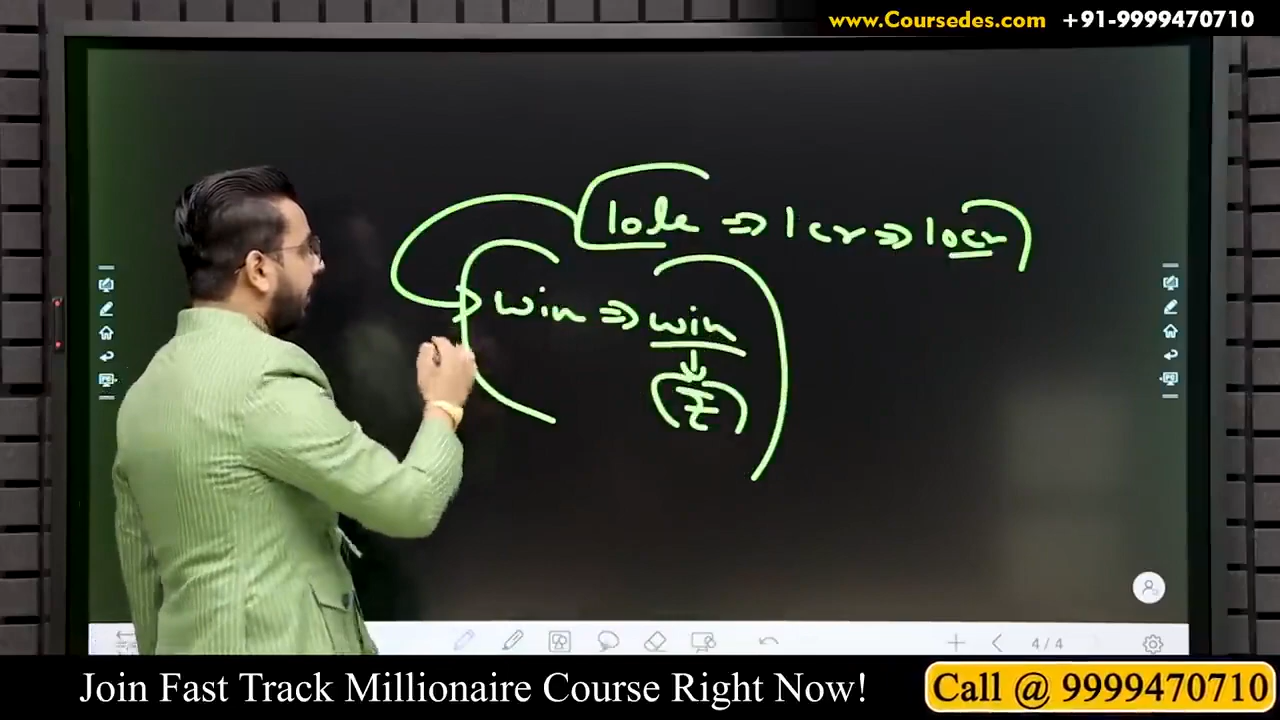 www.Coursedes.com +91-9999470710
10lk ⇒ 1cr ⇒ 10cr
win ⇒ win
↓
4/4
Join Fast Track Millionaire Course Right Now!
Call @ 9999470710